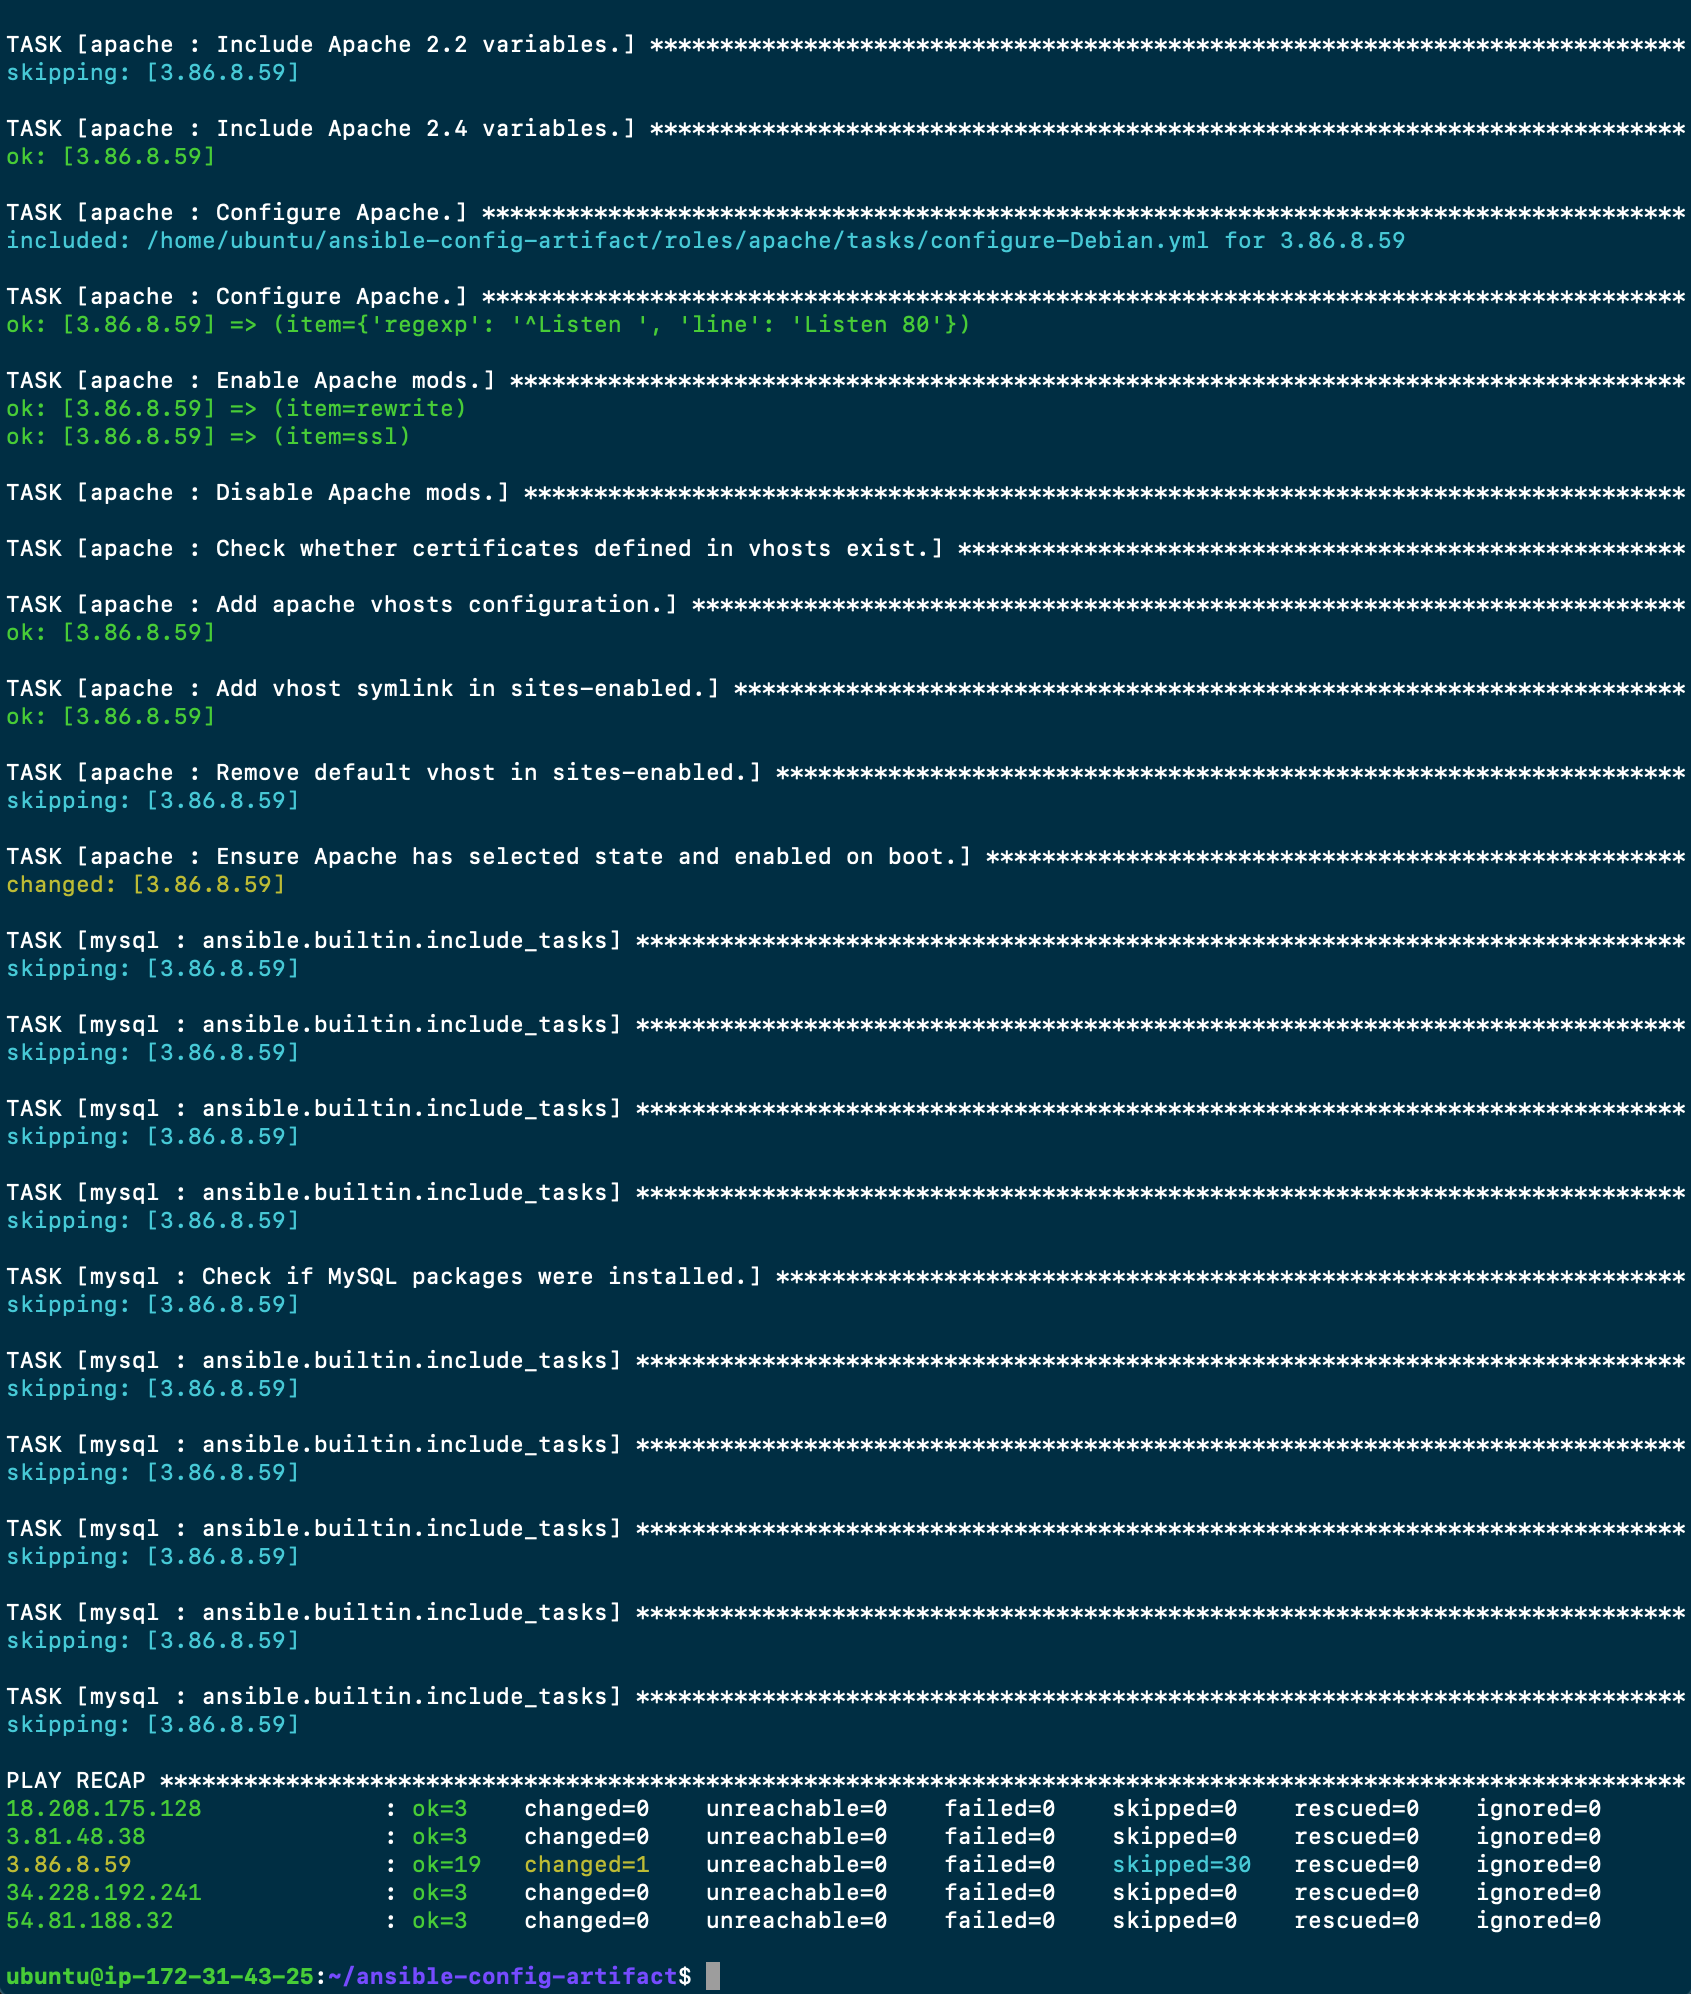 TASK [apache : Include Apache 2.2 variables.] **************************************************************************
skipping: [3.86.8.59]
TASK [apache : Include Apache 2.4 variables.] **************************************************************************
ok: [3.86.8.59]
TASK [apache : Configure Apache.] **************************************************************************************
included: /home/ubuntu/ansible-config-artifact/roles/apache/tasks/configure-Debian.yml for 3.86.8.59
TASK [apache : Configure Apache.] **************************************************************************************
ok: [3.86.8.59] => (item={'regexp': '^Listen ', 'line': 'Listen 80'})
TASK [apache : Enable Apache mods.] ************************************************************************************
ok: [3.86.8.59] => (item=rewrite)
ok: [3.86.8.59] => (item=ssl)
TASK [apache : Disable Apache mods.] ***********************************************************************************
TASK [apache : Check whether certificates defined in vhosts exist.] ****************************************************
TASK [apache : Add apache vhosts configuration.] ***********************************************************************
ok: [3.86.8.59]
TASK [apache : Add vhost symlink in sites-enabled.] ********************************************************************
ok: [3.86.8.59]
TASK [apache : Remove default vhost in sites-enabled.] *****************************************************************
skipping: [3.86.8.59]
TASK [apache : Ensure Apache has selected state and enabled on boot.] **************************************************
changed: [3.86.8.59]
TASK [mysql : ansible.builtin.include_tasks] ***************************************************************************
skipping: [3.86.8.59]
TASK [mysql : ansible.builtin.include_tasks] ***************************************************************************
skipping: [3.86.8.59]
TASK [mysql : ansible.builtin.include_tasks] ***************************************************************************
skipping: [3.86.8.59]
TASK [mysql : ansible.builtin.include_tasks] ***************************************************************************
skipping: [3.86.8.59]
TASK [mysql : Check if MySQL packages were installed.] *****************************************************************
skipping: [3.86.8.59]
TASK [mysql : ansible.builtin.include_tasks] ***************************************************************************
skipping: [3.86.8.59]
TASK [mysql : ansible.builtin.include_tasks] ***************************************************************************
skipping: [3.86.8.59]
TASK [mysql : ansible.builtin.include_tasks] ***************************************************************************
skipping: [3.86.8.59]
TASK [mysql : ansible.builtin.include_tasks] ***************************************************************************
skipping: [3.86.8.59]
TASK [mysql : ansible.builtin.include_tasks] ***************************************************************************
skipping: [3.86.8.59]
PLAY RECAP *************************************************************************************************************
18.208.175.128             : ok=3    changed=0    unreachable=0    failed=0    skipped=0    rescued=0    ignored=0
3.81.48.38                 : ok=3    changed=0    unreachable=0    failed=0    skipped=0    rescued=0    ignored=0
3.86.8.59                  : ok=19   changed=1    unreachable=0    failed=0    skipped=30   rescued=0    ignored=0
34.228.192.241             : ok=3    changed=0    unreachable=0    failed=0    skipped=0    rescued=0    ignored=0
54.81.188.32               : ok=3    changed=0    unreachable=0    failed=0    skipped=0    rescued=0    ignored=0
ubuntu@ip-172-31-43-25:~/ansible-config-artifact$